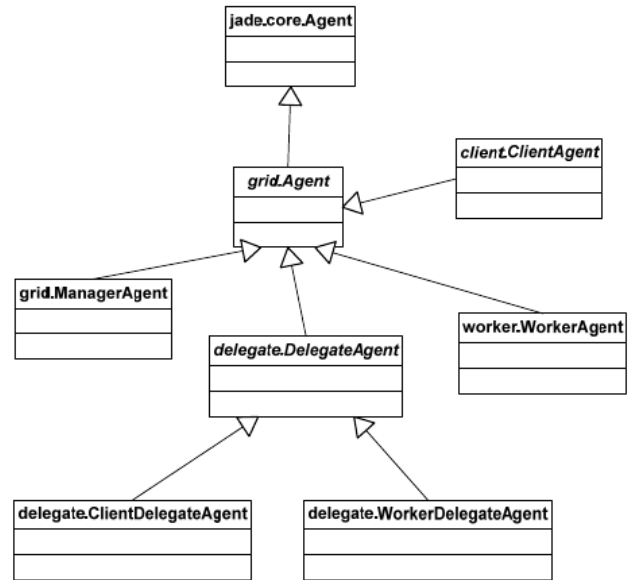 jade.core.Agent
client.ClientAgent
grid.Agent
grid.ManagerAgent
worker.WorkerAgent
delegate.DelegateAgent
delegate.ClientDelegateAgent
delegate.WorkerDelegateAgent